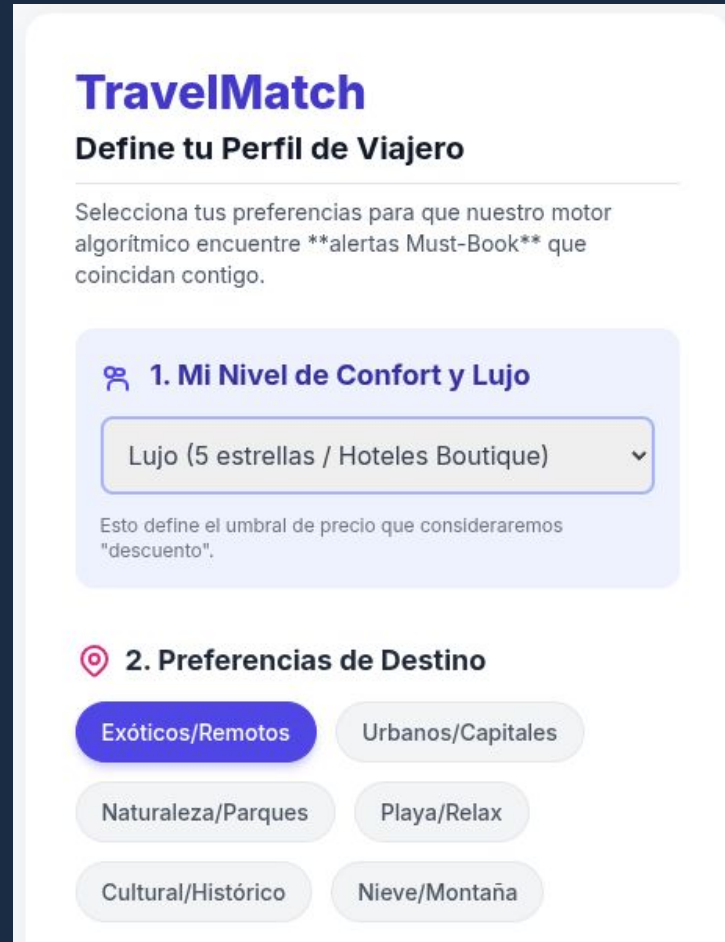 TravelMatch
Define tu Perfil de Viajero
Selecciona tus preferencias para que nuestro motor
algorítmico encuentre **alertas Must-Book** que
coincidan contigo.
1. Mi Nivel de Confort y Lujo
Lujo (5 estrellas / Hoteles Boutique)
Esto define el umbral de precio que consideraremos
"descuento".
2. Preferencias de Destino
Exóticos/Remotos
Urbanos/Capitales
Naturaleza/Parques
Playa/Relax
Cultural/Histórico
Nieve/Montaña